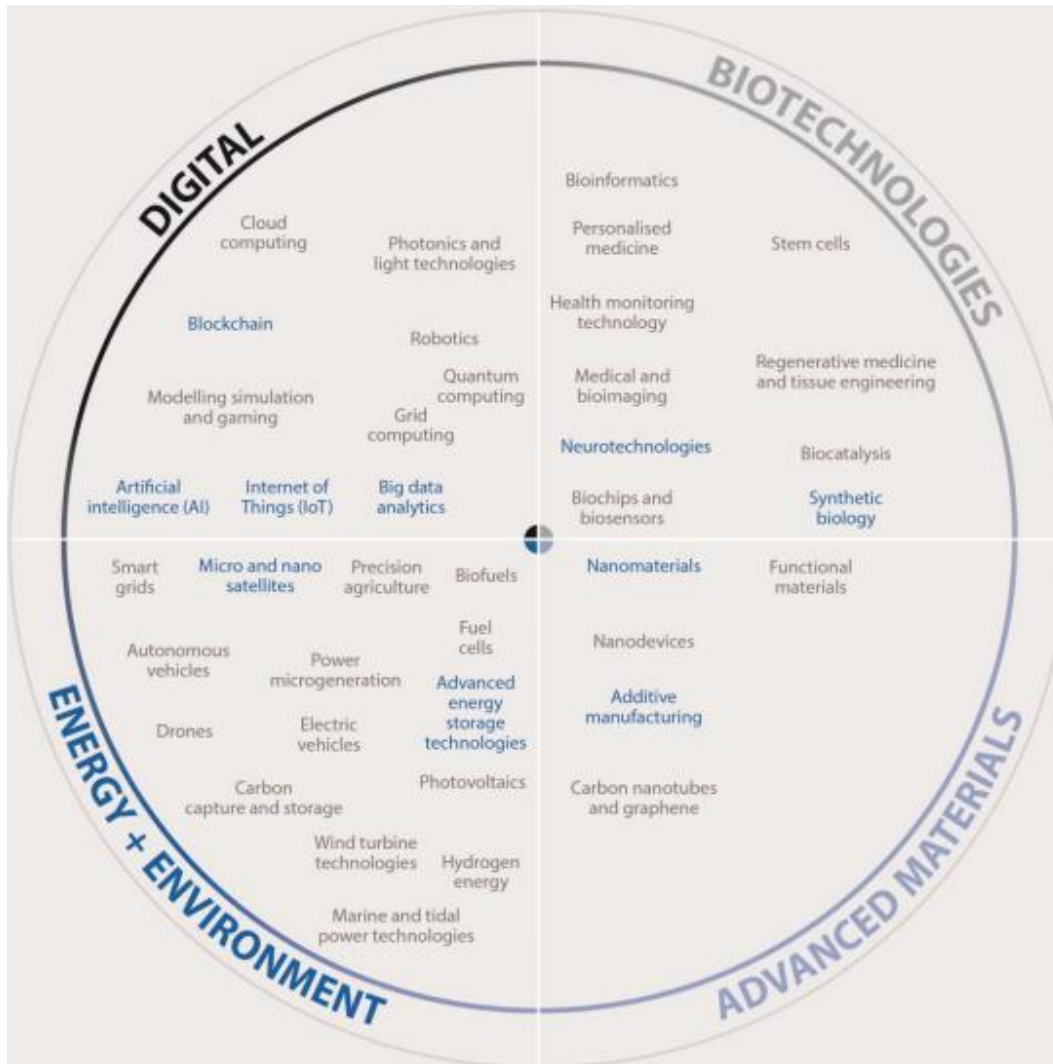 DIGITAL
Cloud
computing
Photonics and
light technologies
Blockchain
Robotics
Quantum
computing
Modelling simulation
and gaming
Grid
computing
Artificial
intelligence (AI)
Internet of
Things (IoT)
Big data
analytics
BIOTECHNOLOGIES
Bioinformatics
Personalised
medicine
Stem cells
Health monitoring
technology
Regenerative medicine
and tissue engineering
Medical and
bioimaging
Neurotechnologies
Biocatalysis
Biochips and
biosensors
Synthetic
biology
ENERGY + ENVIRONMENT
Smart
grids
Micro and nano
satellites
Precision
agriculture
Biofuels
Fuel
cells
Autonomous
vehicles
Power
microgeneration
Advanced
energy
storage
technologies
Drones
Electric
vehicles
Carbon
capture and storage
Photovoltaics
Wind turbine
technologies
Hydrogen
energy
Marine and tidal
power technologies
ADVANCED MATERIALS
Nanomaterials
Functional
materials
Nanodevices
Additive
manufacturing
Carbon nanotubes
and graphene